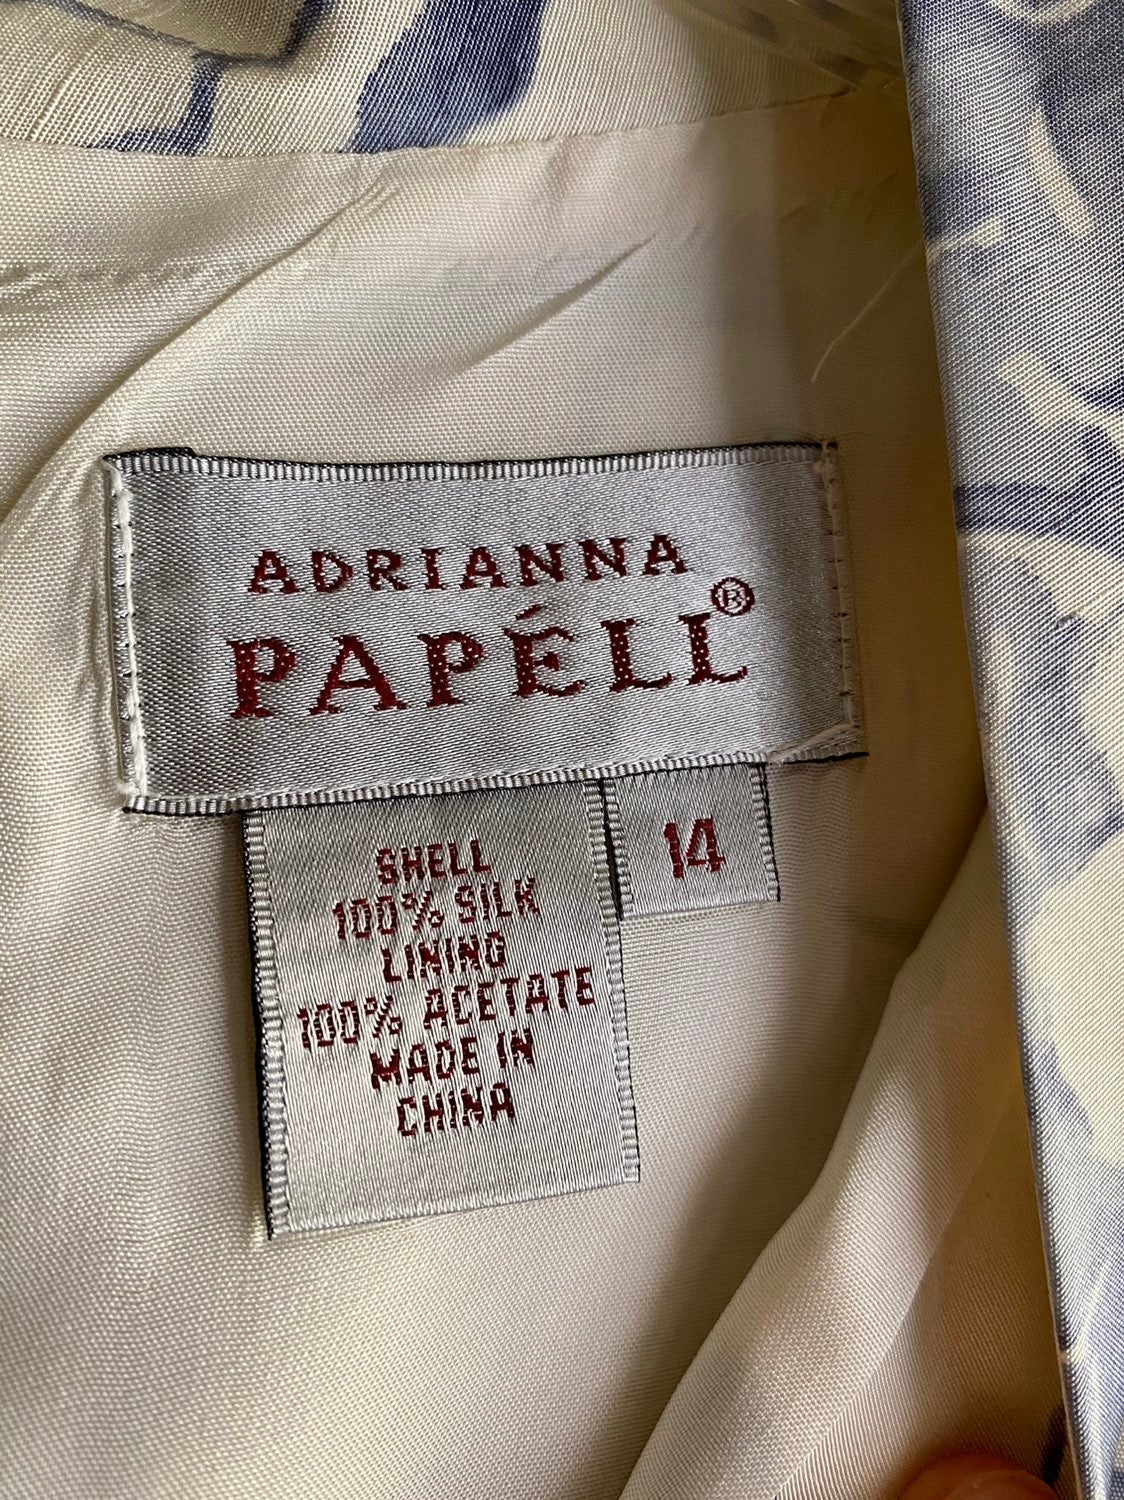 ADRIANNA
PAPÉLL®
14
SHELL
100% SILK
LINING
100% ACETATE
MADE IN
CHINA